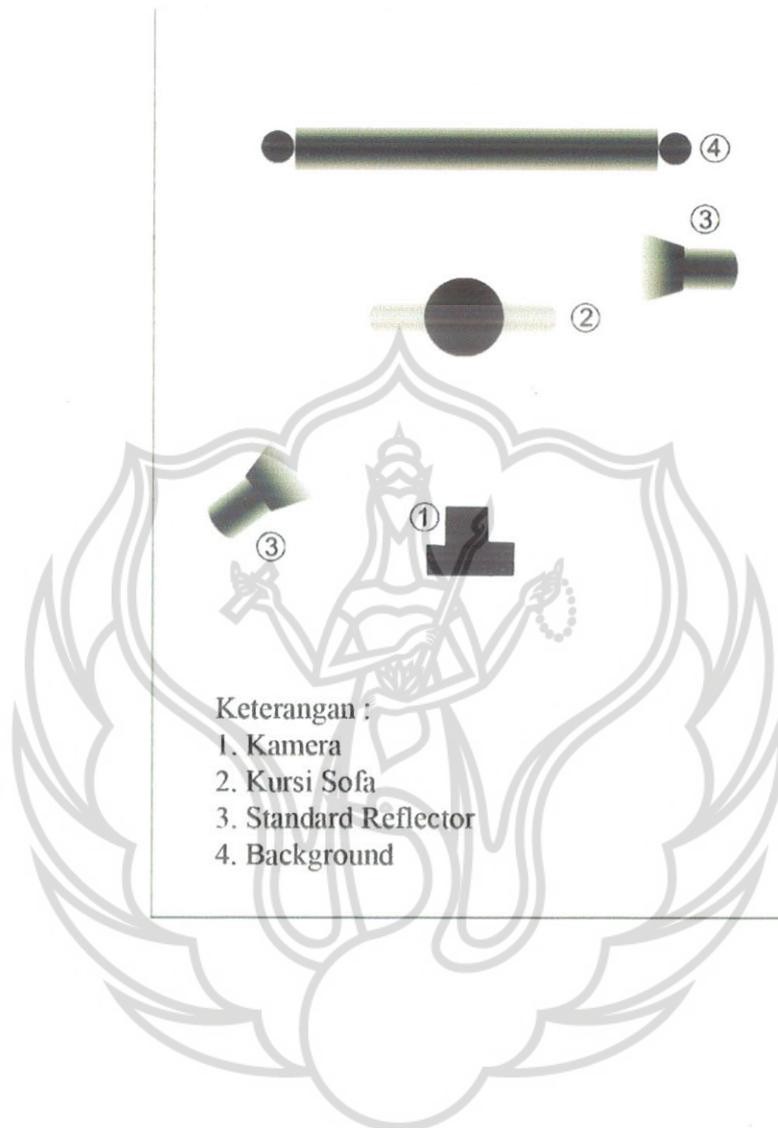 ④
③
②
①
③
Keterangan :
1. Kamera
2. Kursi Sofa
3. Standard Reflector
4. Background